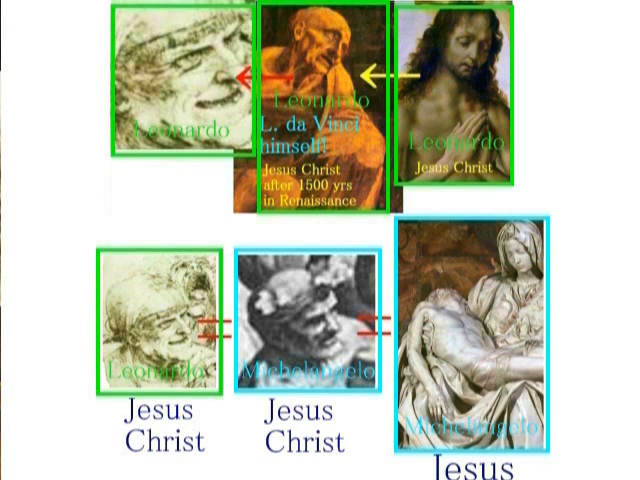 Leonardo
Leonardo
L. da Vinci
himself!
Jesus Christ
after 1500 yrs
in Renaissance
Leonardo
Jesus Christ
Leonardo
Jesus
Christ
Michelangelo
Jesus
Christ
Michelangelo
Jesus